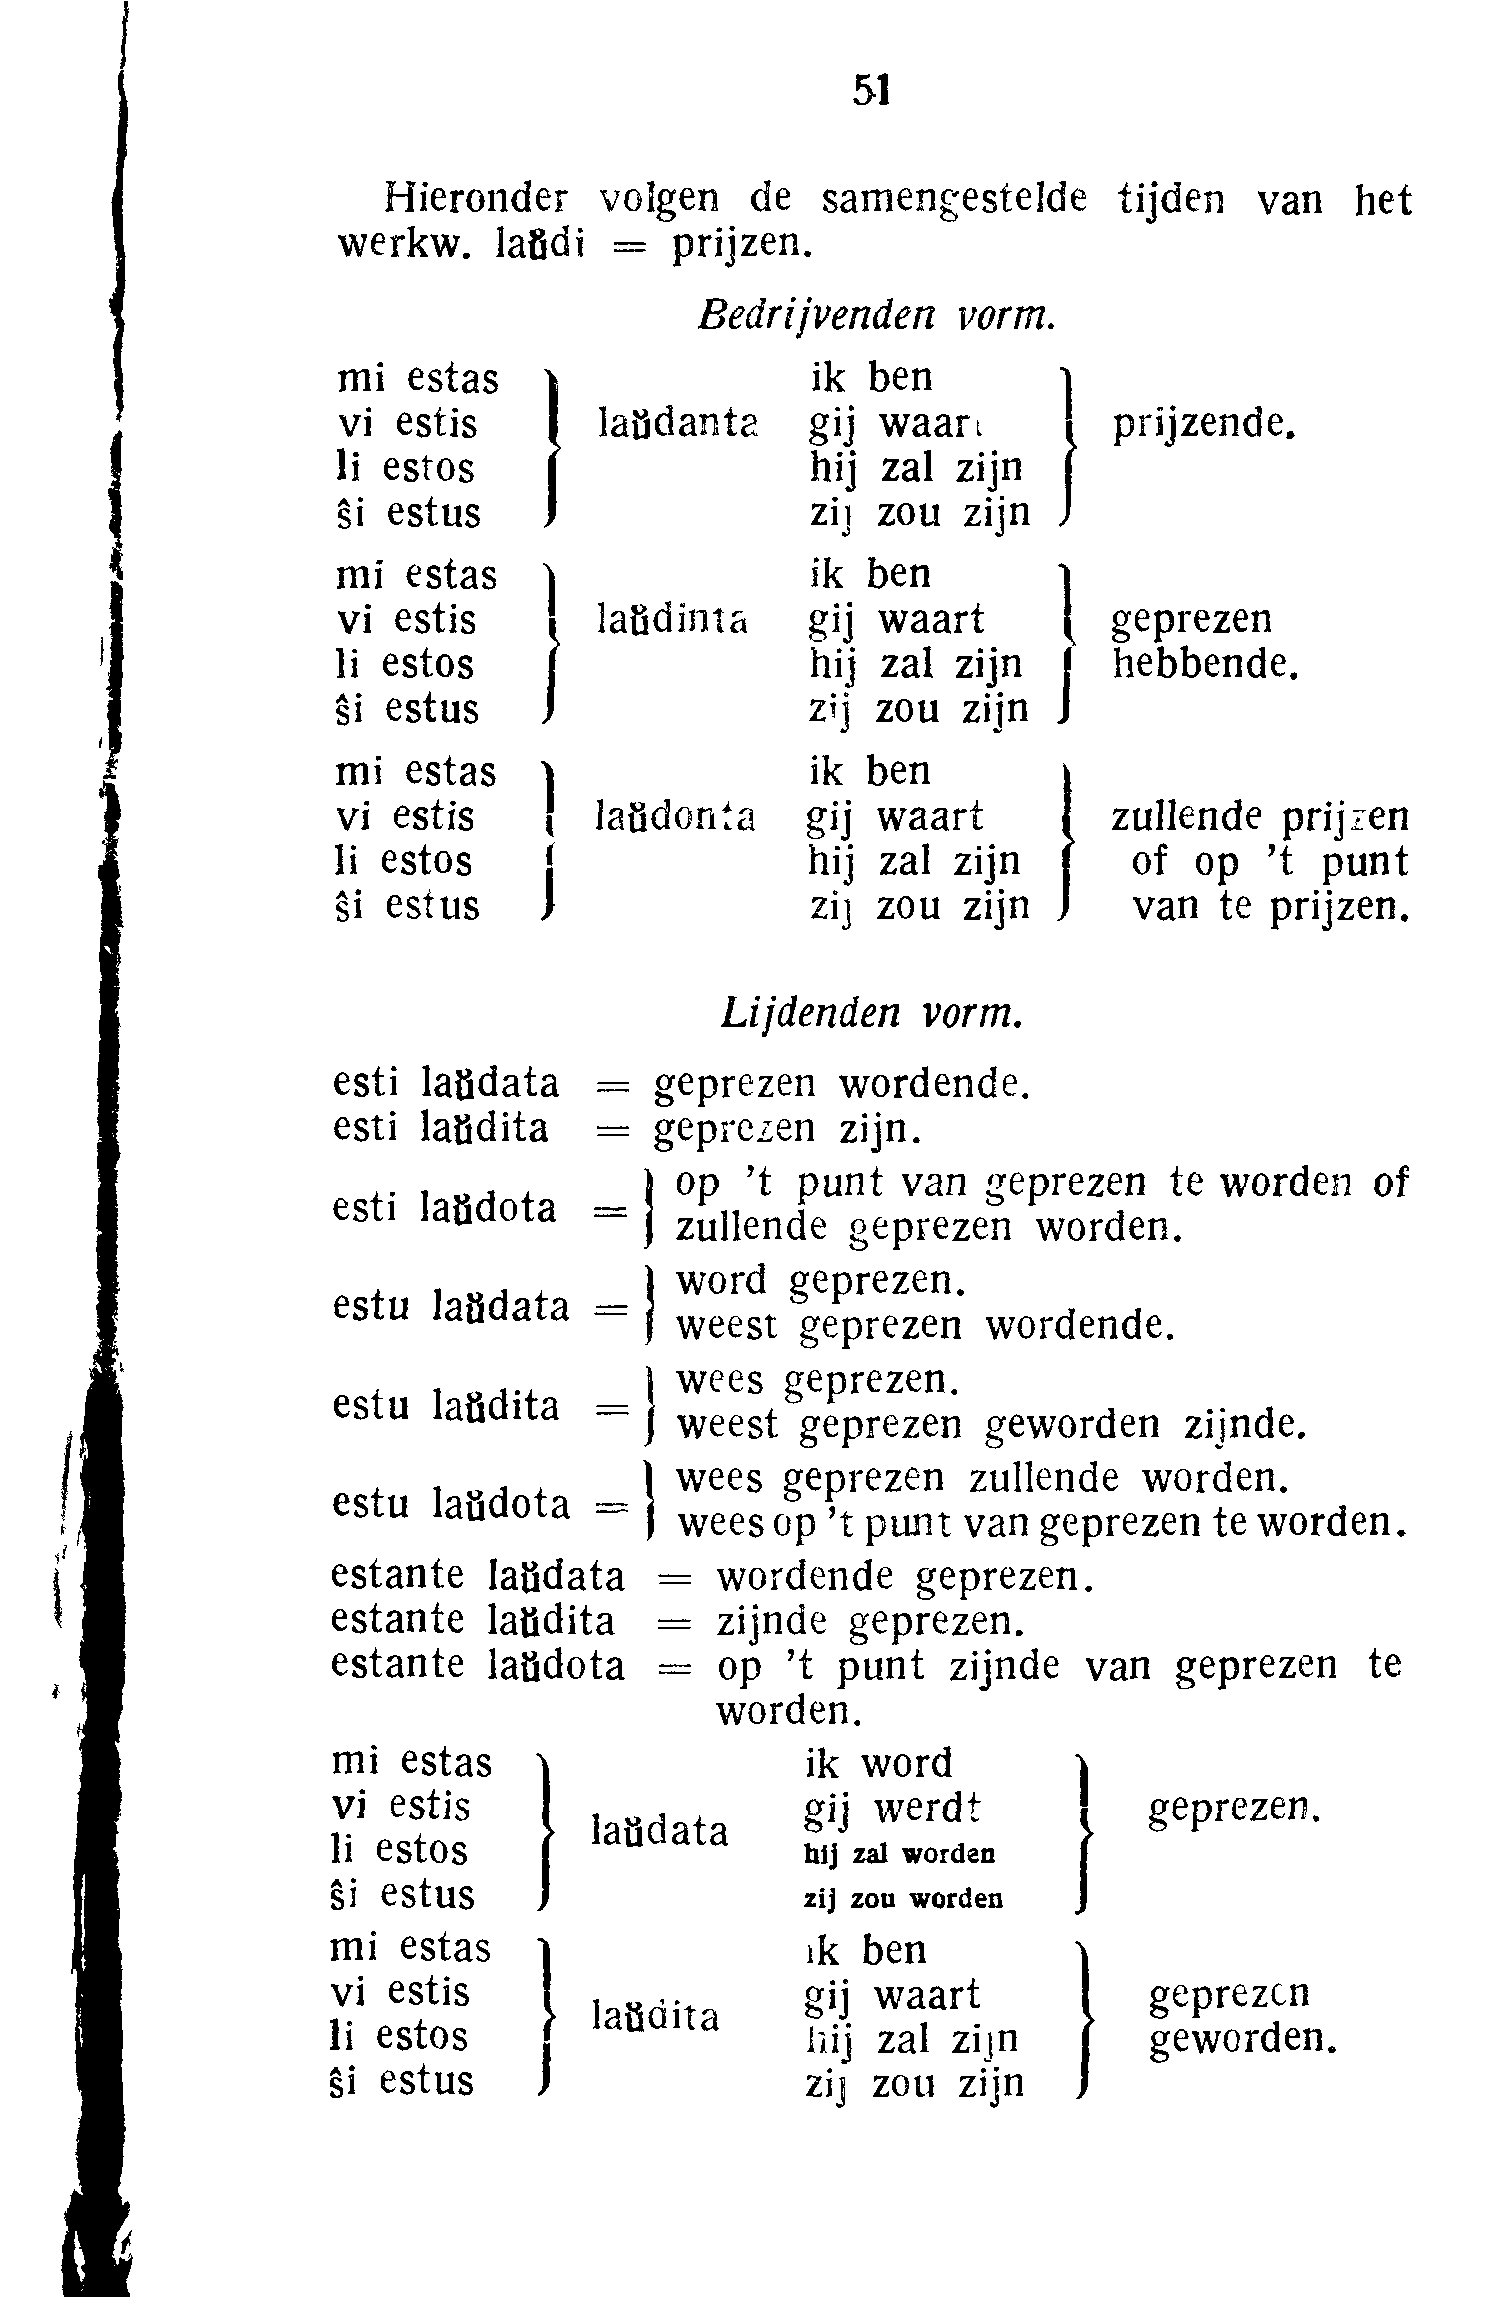 51
Hieronder volgen de samengestelde tijden van het
werkw. laŭdi = prijzen.
Bedrijvenden vorm.
mi estas ik ben
vi estis laŭdanta gij waart prijzende.
li estos hij zal zijn
ŝi estus zij zou zijn
mi estas ik ben
vi estis laŭdinta gij waart geprezen
li estos hij zal zijn hebbende.
ŝi estus zij zou zijn
mi estas ik ben
vi estis laŭdonta gij waart zullende prijzen
li estos hij zal zijn of op 't punt
ŝi estus zij zou zijn van te prijzen.
Lijdenden vorm.
esti laŭdata = geprezen wordende.
esti laŭdita = geprezen zijn.
esti laŭdota = } op 't punt van geprezen te worden of
zullende geprezen worden.
estu laŭdata = } word geprezen.
weest geprezen wordende.
estu laŭdita = } wees geprezen.
weest geprezen geworden zijnde.
estu laŭdota = } wees geprezen zullende worden.
wees op 't punt van geprezen te worden.
estante laŭdata = wordende geprezen.
estante laŭdita = zijnde geprezen.
estante laŭdota = op 't punt zijnde van geprezen te
worden.
mi estas ik word
vi estis laŭdata gij werdt geprezen.
li estos hij zal worden
ŝi estus zij zou worden
mi estas ik ben
vi estis laŭdita gij waart geprezen
li estos hij zal zijn geworden.
ŝi estus zij zou zijn